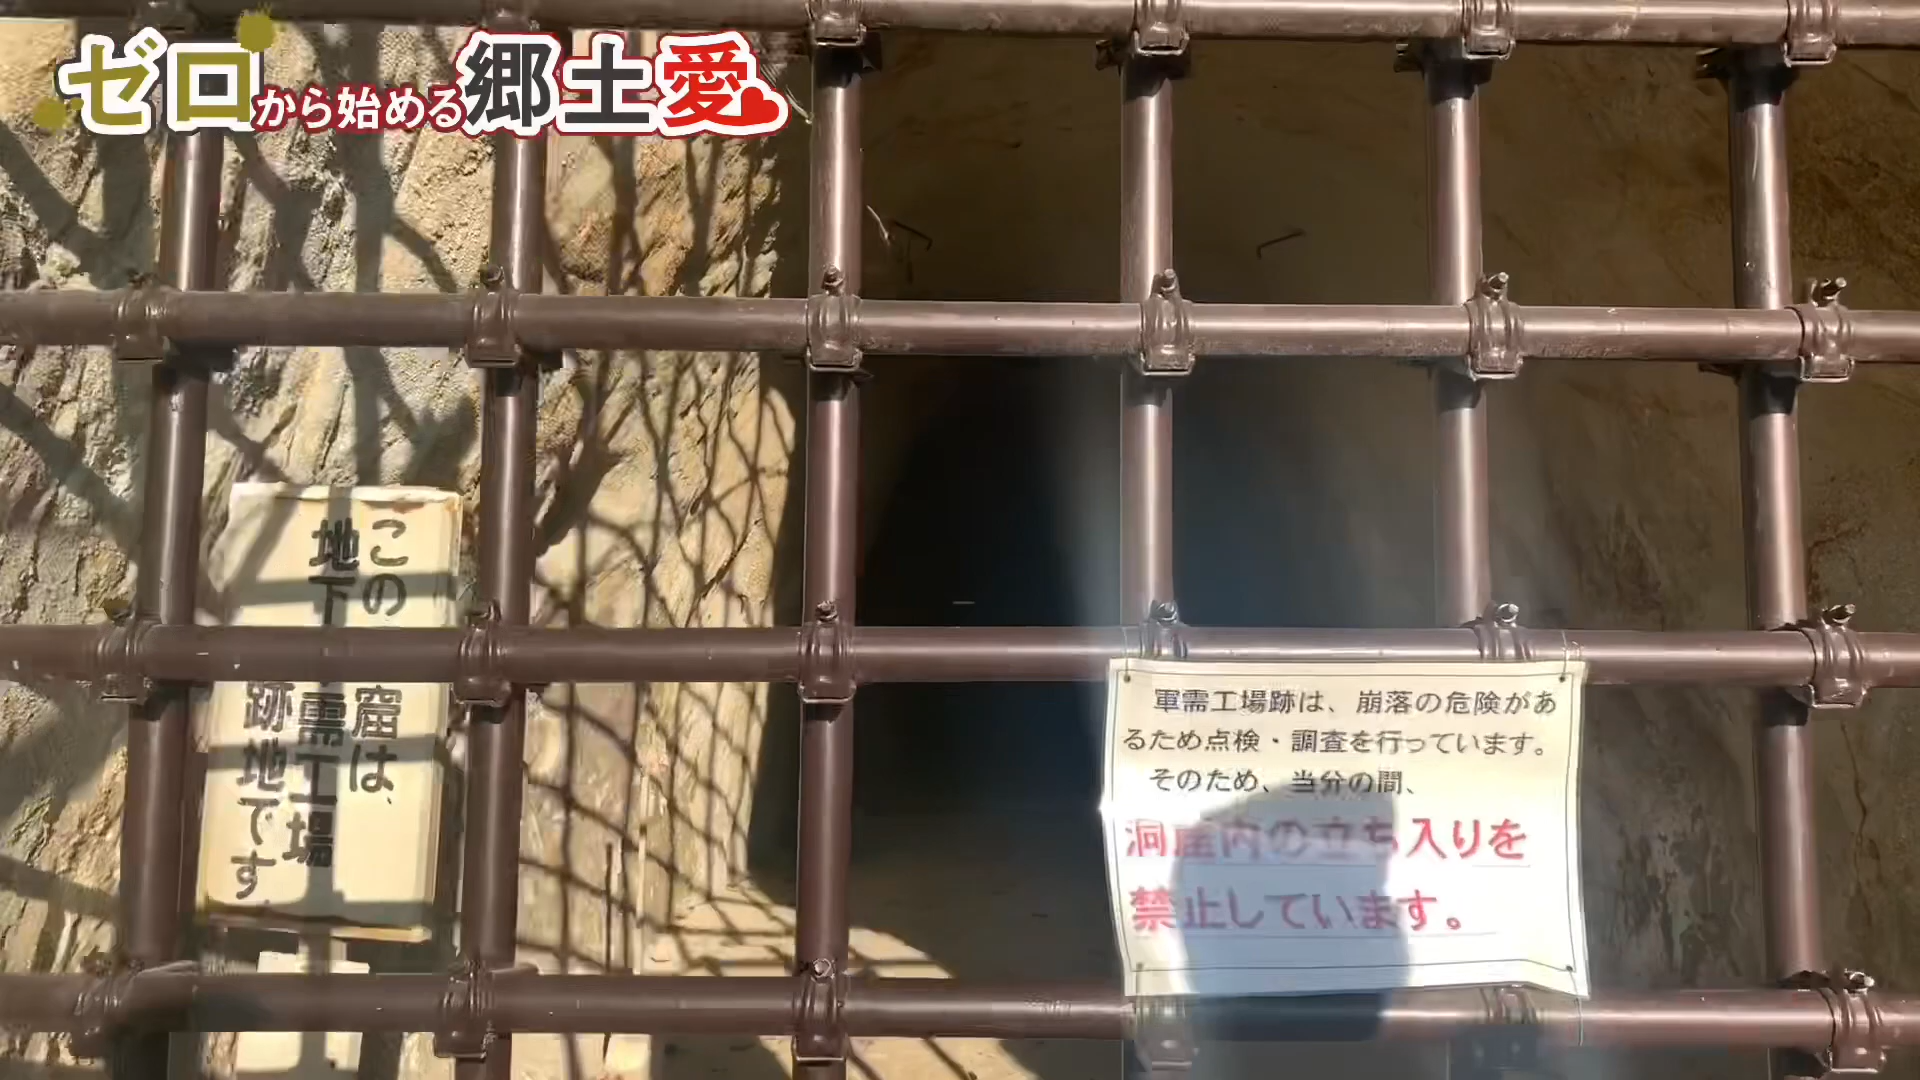 ゼロから始める郷土愛
この 窟は、
地下 需工場
跡地です
軍需工場跡は、崩落の危険があ
るため点検・調査を行っています。
そのため、当分の間、
洞窟内の立ち入りを
禁止しています。